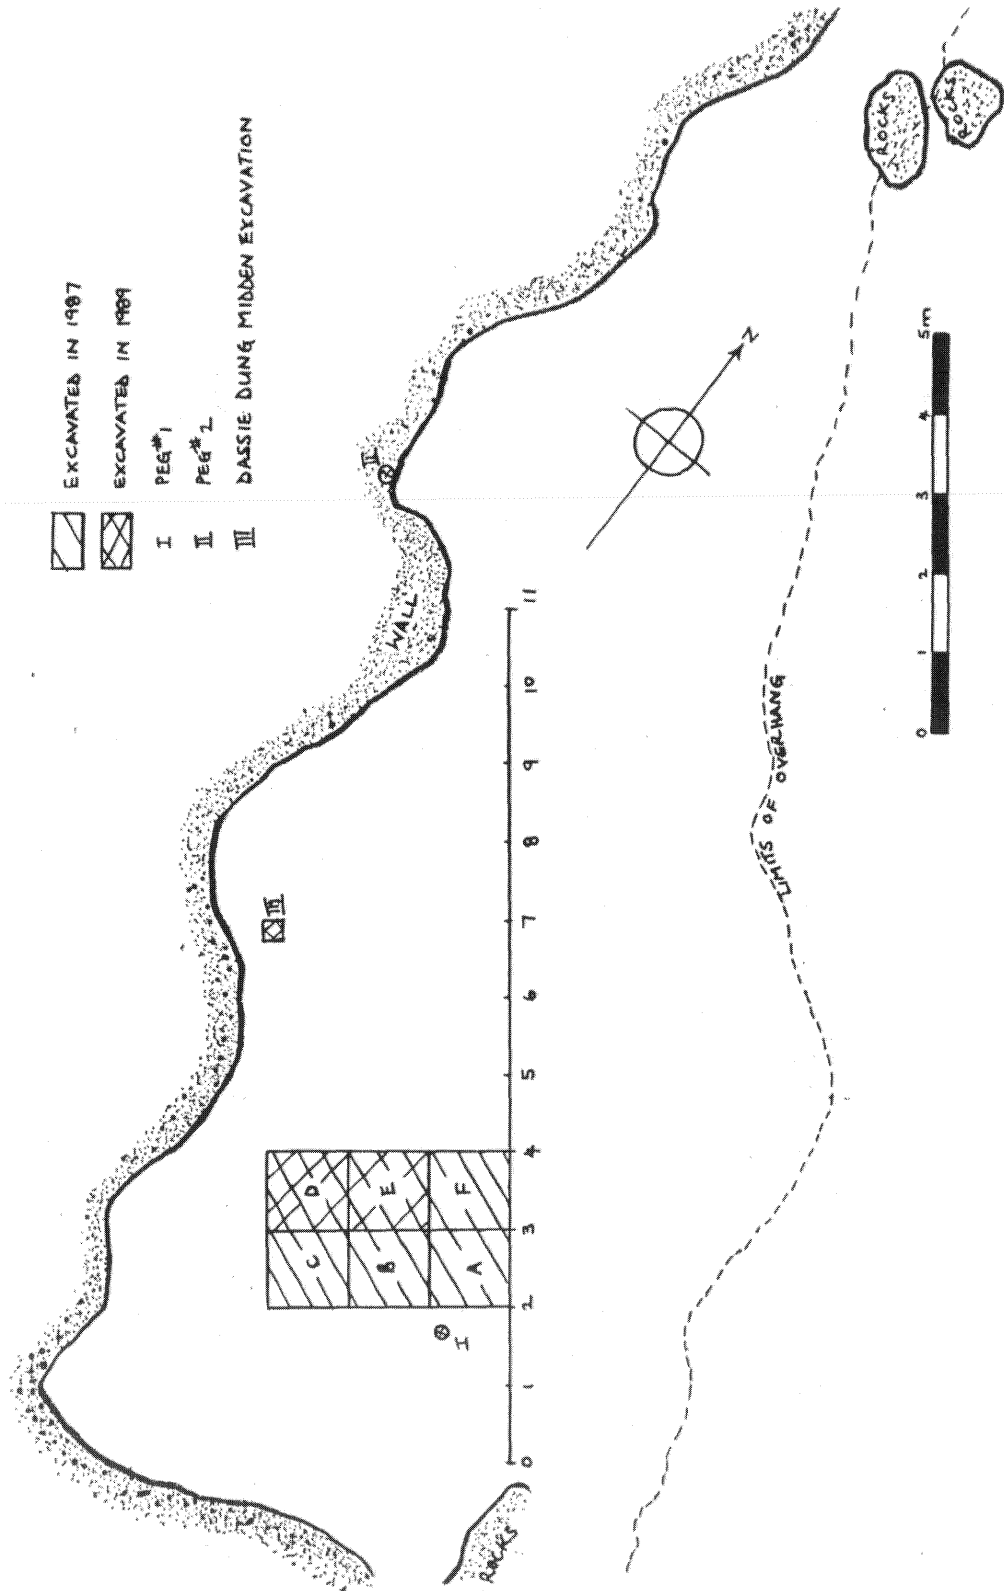 EXCAVATED IN 1987
EXCAVATED IN 1989
I PEG #1
II PEG #2
III DASSIE DUNG MIDDEN EXCAVATION
II
WALL
III
C D
B E
A F
I
0 1 2 3 4 5 6 7 8 9 10 11
N
LIMITS OF OVERHANG
ROCKS
ROCKS
ROCKS
0 1 2 3 4 5m